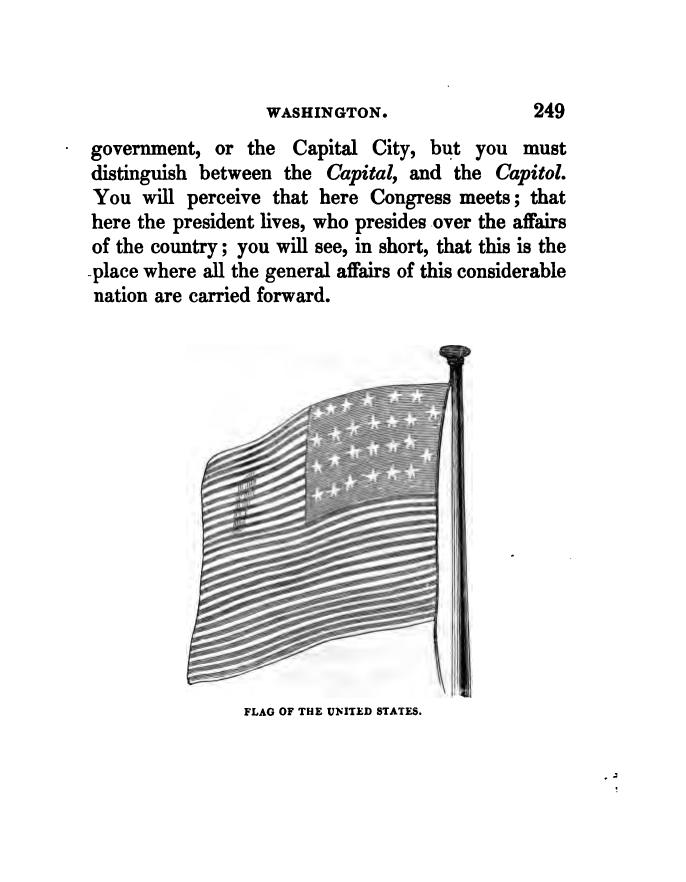 WASHINGTON. 249
government, or the Capital City, but you must
distinguish between the Capital, and the Capitol.
You will perceive that here Congress meets; that
here the president lives, who presides over the affairs
of the country; you will see, in short, that this is the
place where all the general affairs of this considerable
nation are carried forward.
FLAG OF THE UNITED STATES.